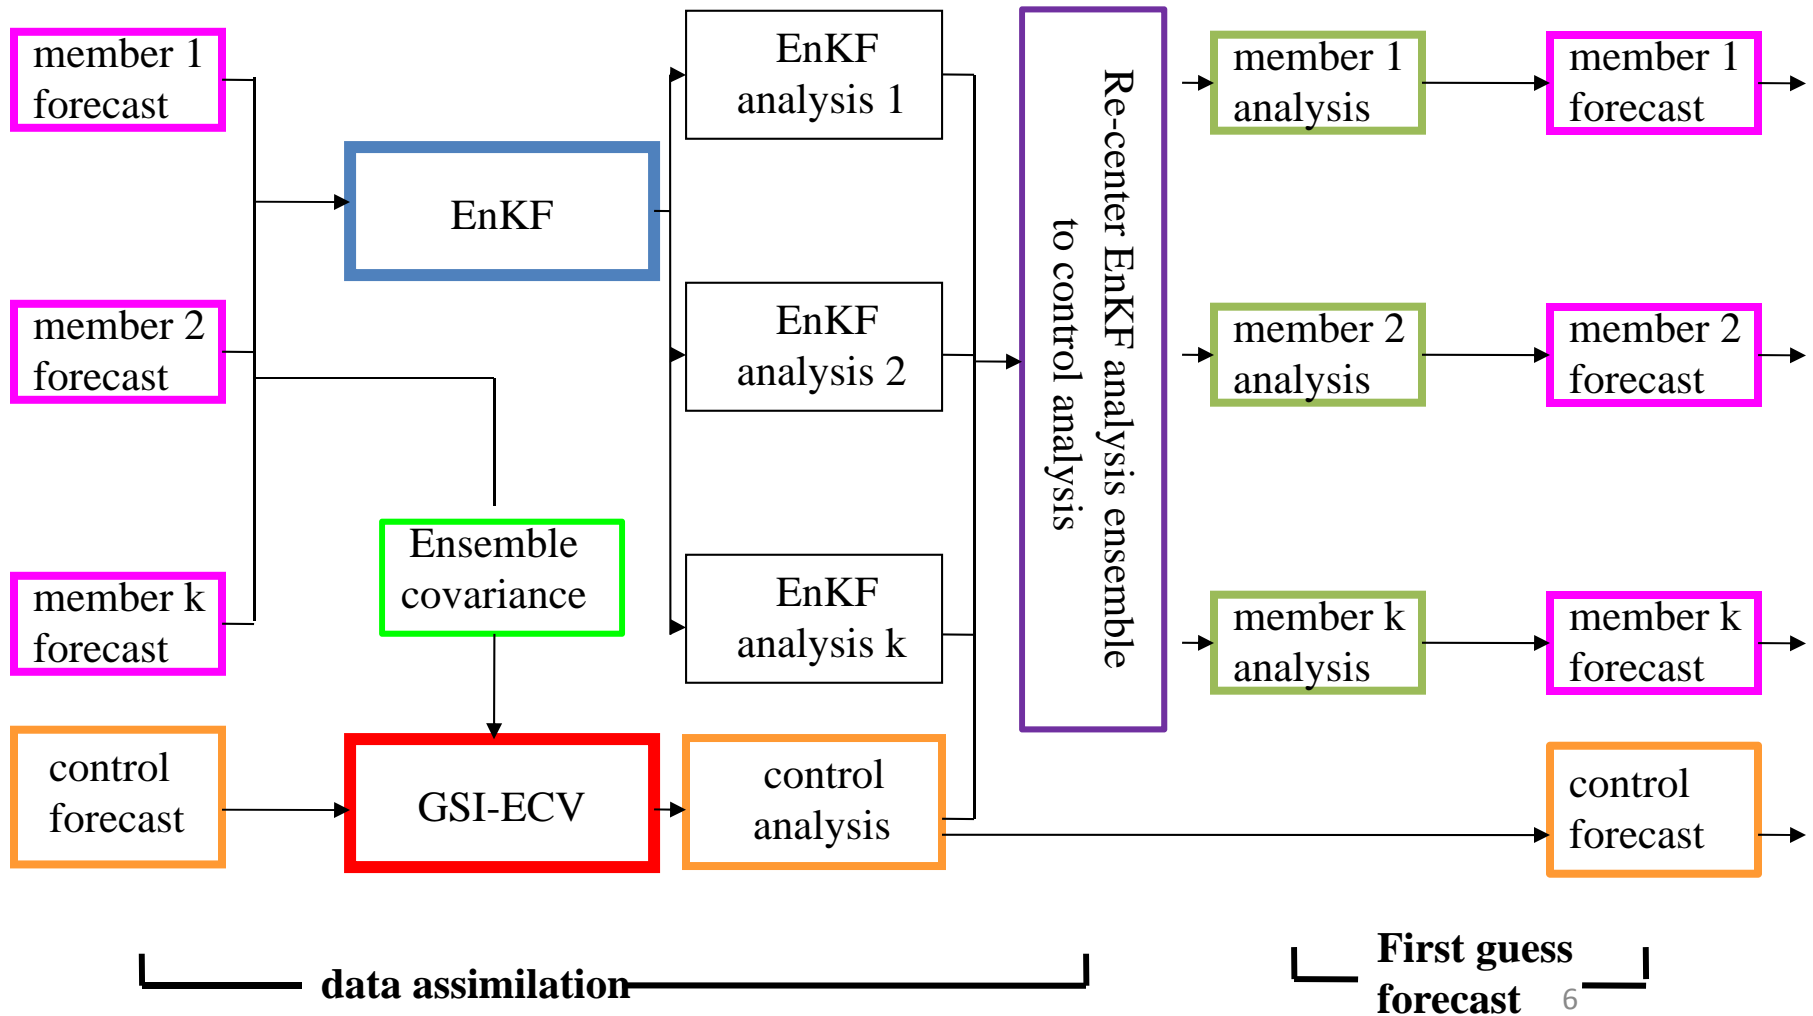 member 1
forecast
member 2
forecast
member k
forecast
control
forecast
EnKF
Ensemble
covariance
GSI-ECV
EnKF
analysis 1
EnKF
analysis 2
EnKF
analysis k
control
analysis
Re-center EnKF analysis ensemble
to control analysis
member 1
analysis
member 2
analysis
member k
analysis
member 1
forecast
member 2
forecast
member k
forecast
control
forecast
data assimilation
First guess
forecast
6